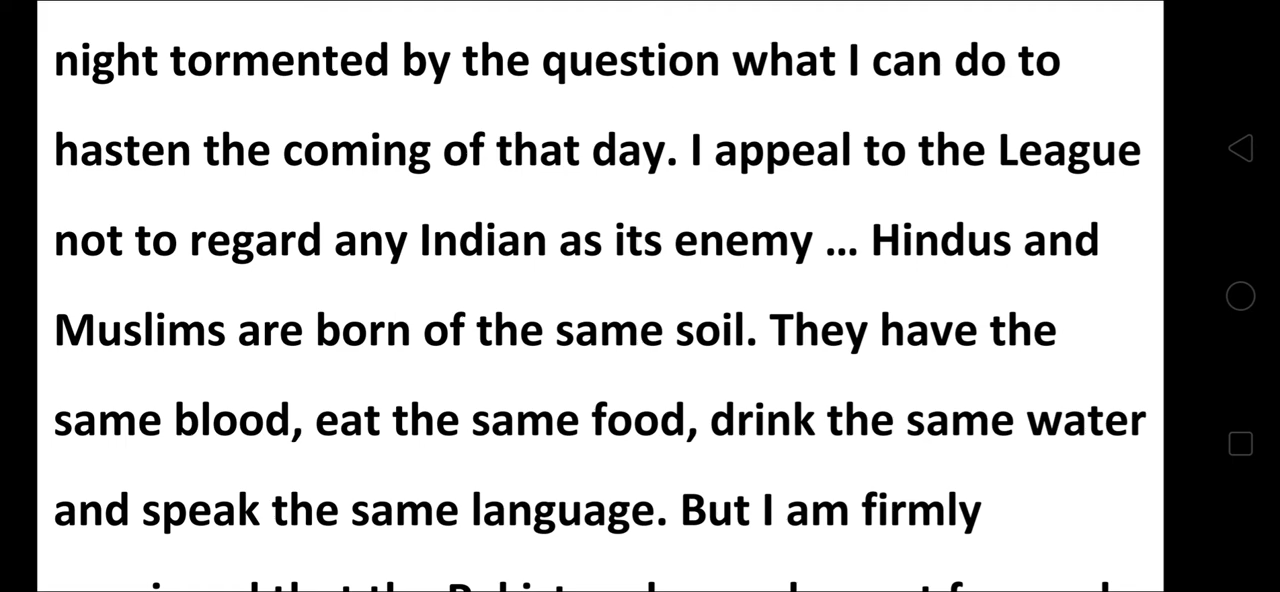 night tormented by the question what I can do to
hasten the coming of that day. I appeal to the League
not to regard any Indian as its enemy ... Hindus and
Muslims are born of the same soil. They have the
same blood, eat the same food, drink the same water
and speak the same language. But I am firmly